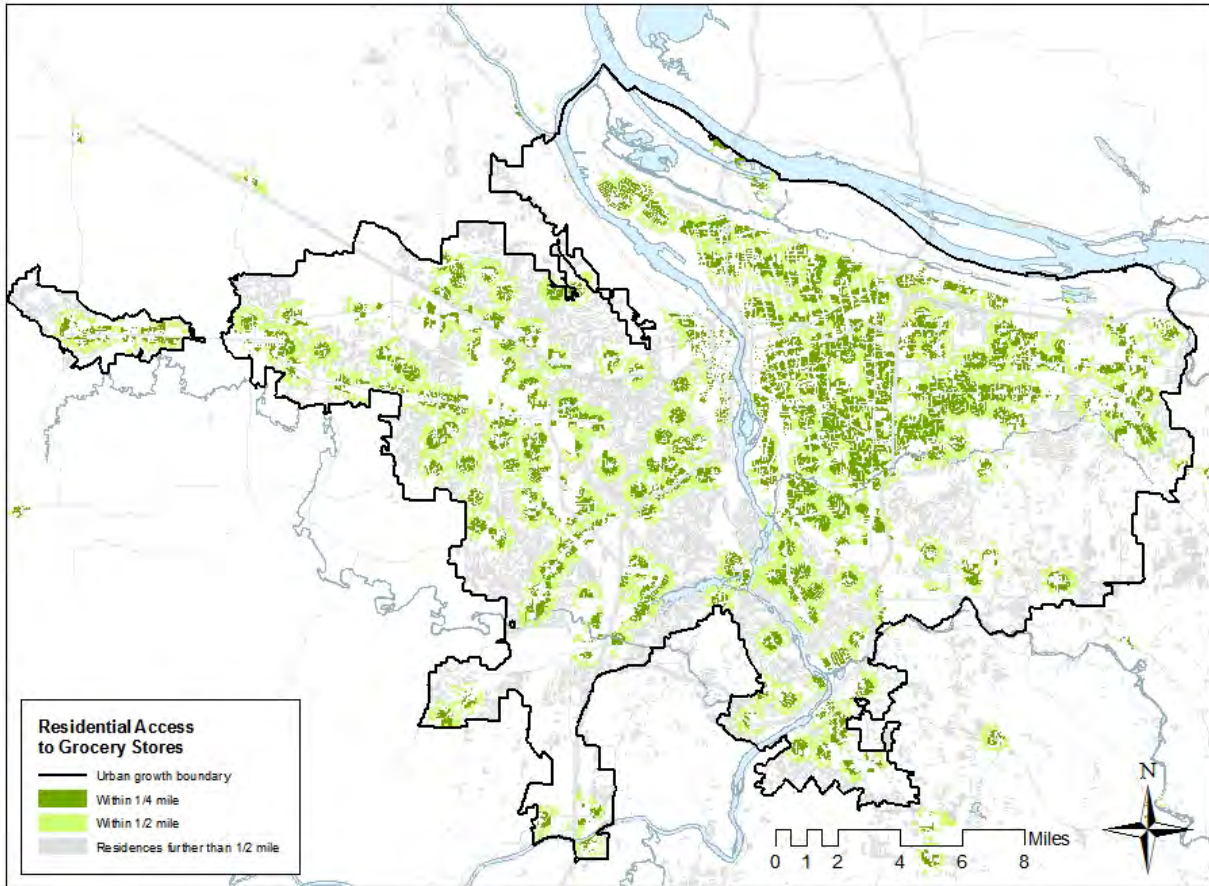 Residential Access
to Grocery Stores
Urban growth boundary
Within 1/4 mile
Within 1/2 mile
Residences further than 1/2 mile
N
Miles
0 1 2 4 6 8